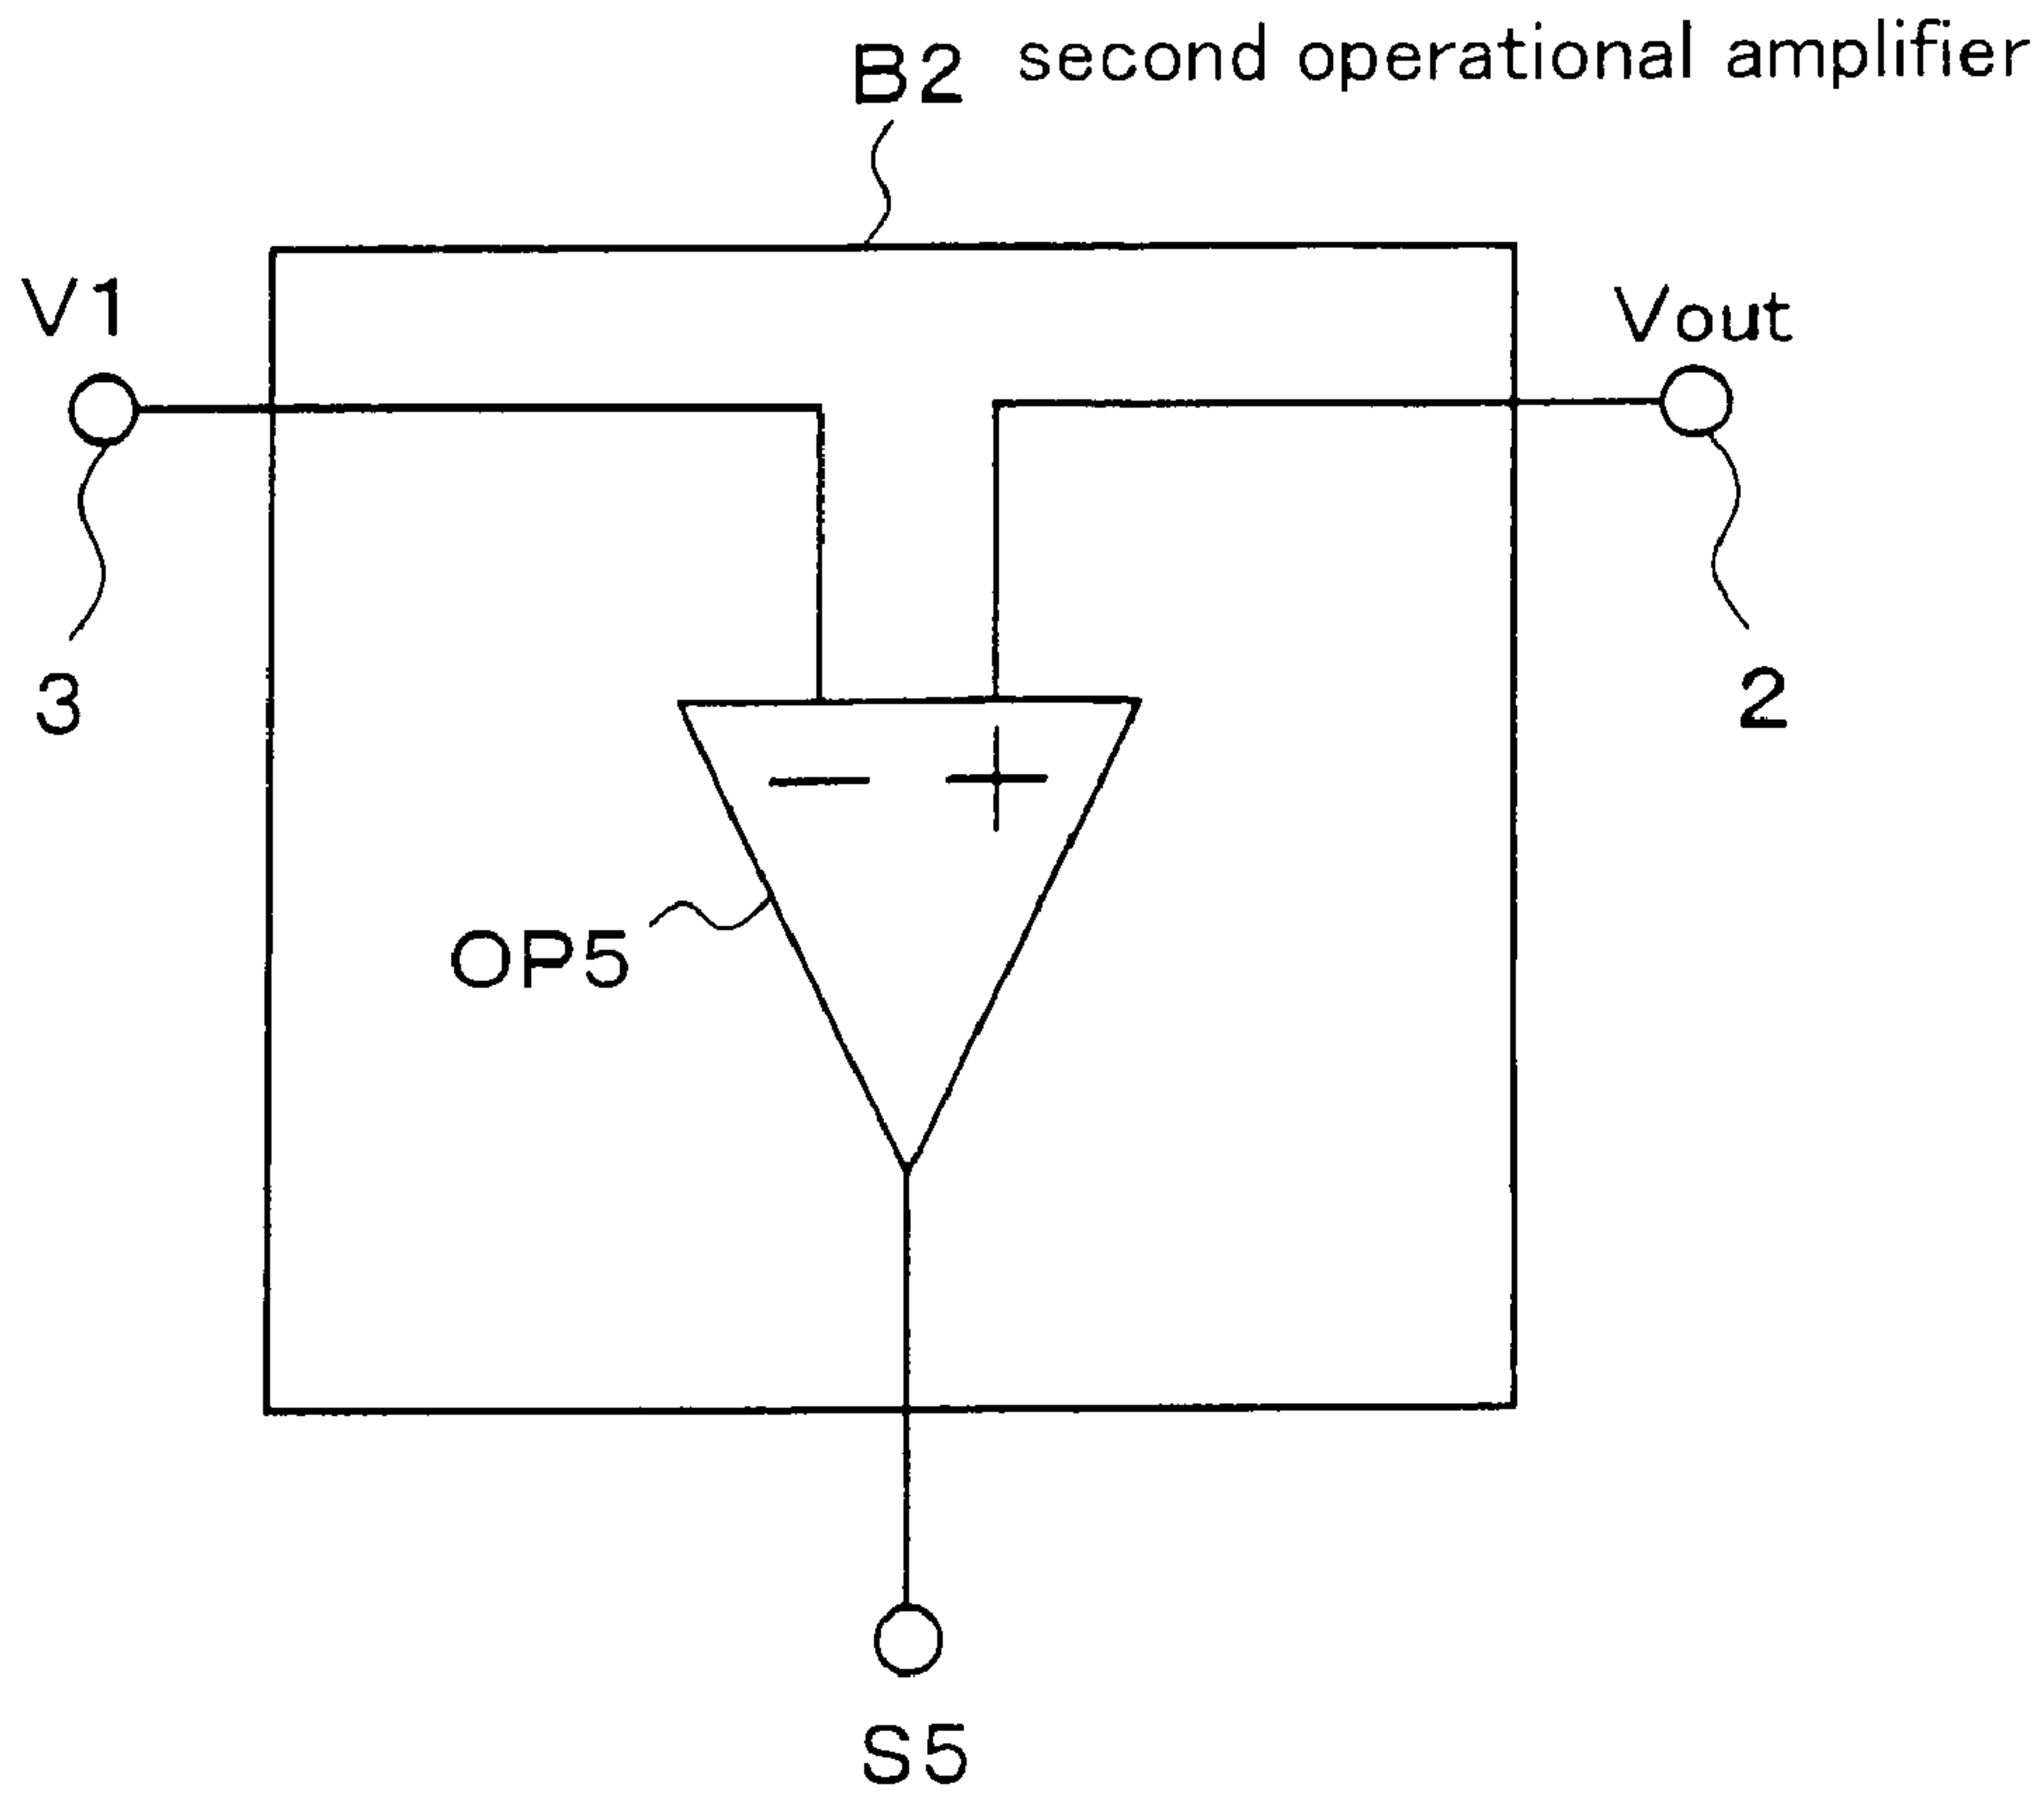 B2 second operational amplifier
V1
Vout
3
2
− +
OP5
S5